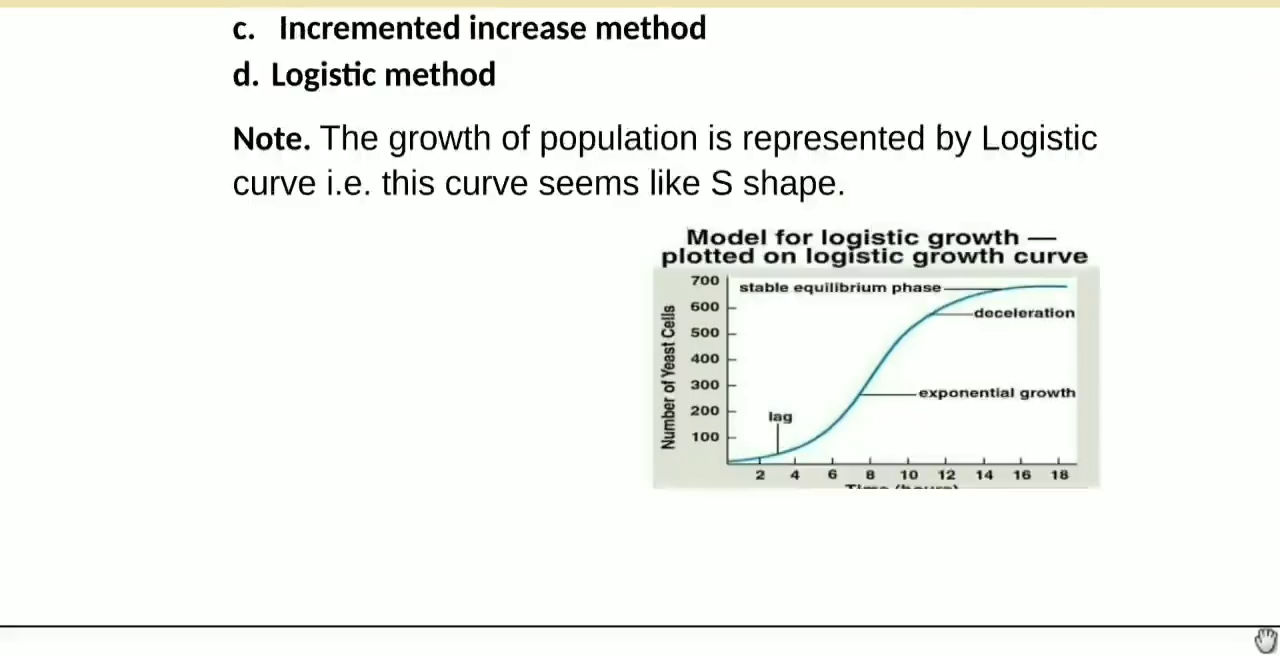 c. Incremented increase method
d. Logistic method
Note. The growth of population is represented by Logistic
curve i.e. this curve seems like S shape.
Model for logistic growth —
plotted on logistic growth curve
700
stable equilibrium phase
600
deceleration
500
400
300
exponential growth
200
lag
100
Number of Yeast Cells
2 4 6 8 10 12 14 16 18
Time (hours)